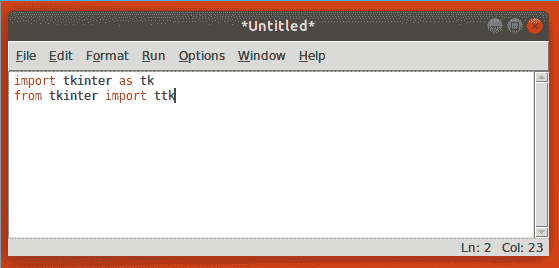 *Untitled*
File Edit Format Run Options Window Help
import tkinter as tk
from tkinter import ttk
Ln: 2 Col: 23